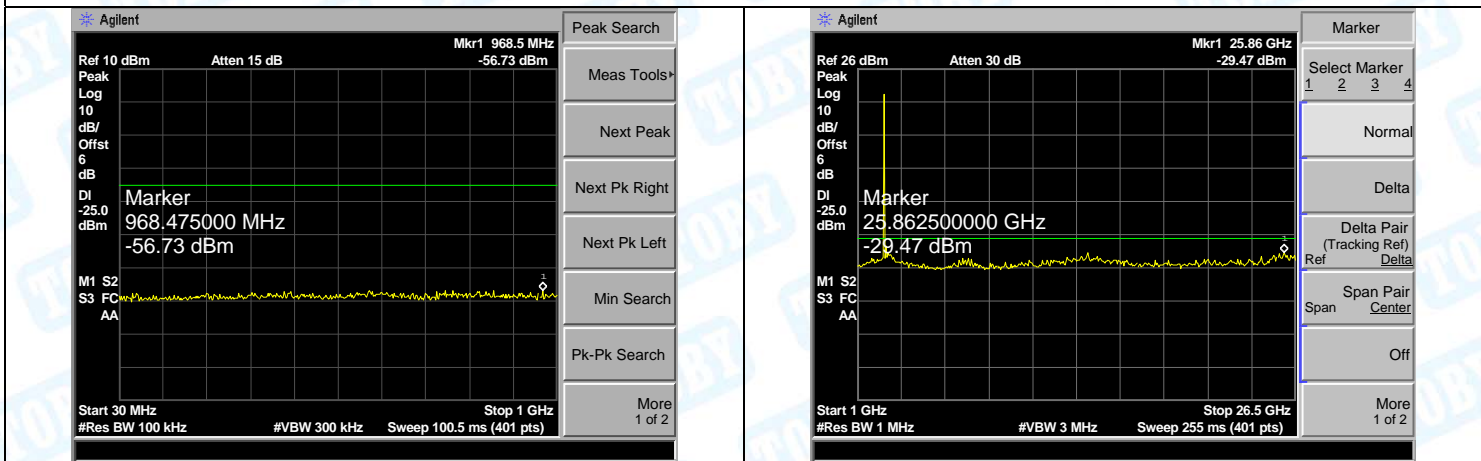 Agilent
Peak Search
Mkr1 968.5 MHz
Ref 10 dBm Atten 15 dB -56.73 dBm
Peak
Log
10
dB/
Offst
6
dB
DI
-25.0
dBm
Marker
968.475000 MHz
-56.73 dBm
1
M1 S2
S3 FC
AA
Start 30 MHz Stop 1 GHz
#Res BW 100 kHz #VBW 300 kHz Sweep 100.5 ms (401 pts)
Meas Tools
Next Peak
Next Pk Right
Next Pk Left
Min Search
Pk-Pk Search
More
1 of 2
Agilent
Marker
Mkr1 25.86 GHz
Ref 26 dBm Atten 30 dB -29.47 dBm
Peak
Log
10
dB/
Offst
6
dB
DI
-25.0
dBm
Marker
25.862500000 GHz
-29.47 dBm
1
M1 S2
S3 FC
AA
Start 1 GHz Stop 26.5 GHz
#Res BW 1 MHz #VBW 3 MHz Sweep 255 ms (401 pts)
Select Marker
1 2 3 4
Normal
Delta
Delta Pair
(Tracking Ref)
Ref Delta
Span Pair
Span Center
Off
More
1 of 2
TOBY